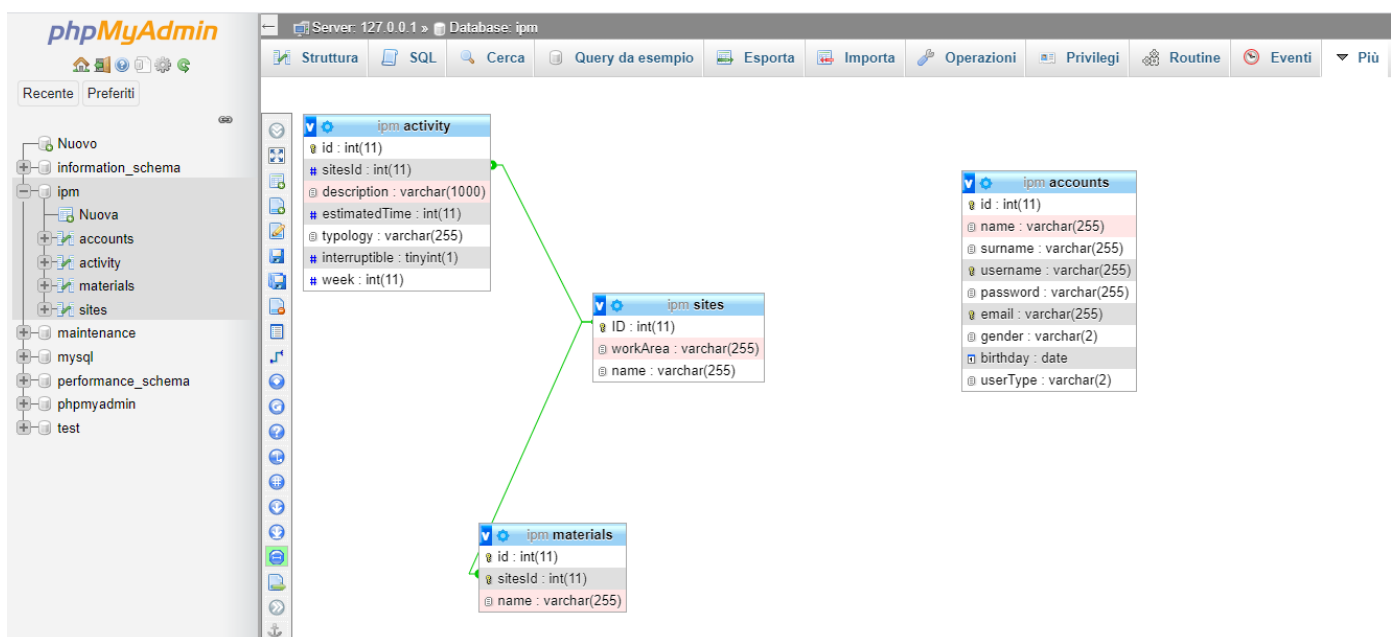 phpMyAdmin
Recente Preferiti
Nuovo
information_schema
ipm
Nuova
accounts
activity
materials
sites
maintenance
mysql
performance_schema
phpmyadmin
test
Server: 127.0.0.1 » Database: ipm
Struttura SQL Cerca Query da esempio Esporta Importa Operazioni Privilegi Routine Eventi Più
ipm activity
id : int(11)
sitesId : int(11)
description : varchar(1000)
estimatedTime : int(11)
typology : varchar(255)
interruptible : tinyint(1)
week : int(11)
ipm sites
ID : int(11)
workArea : varchar(255)
name : varchar(255)
ipm accounts
id : int(11)
name : varchar(255)
surname : varchar(255)
username : varchar(255)
password : varchar(255)
email : varchar(255)
gender : varchar(2)
birthday : date
userType : varchar(2)
ipm materials
id : int(11)
sitesId : int(11)
name : varchar(255)